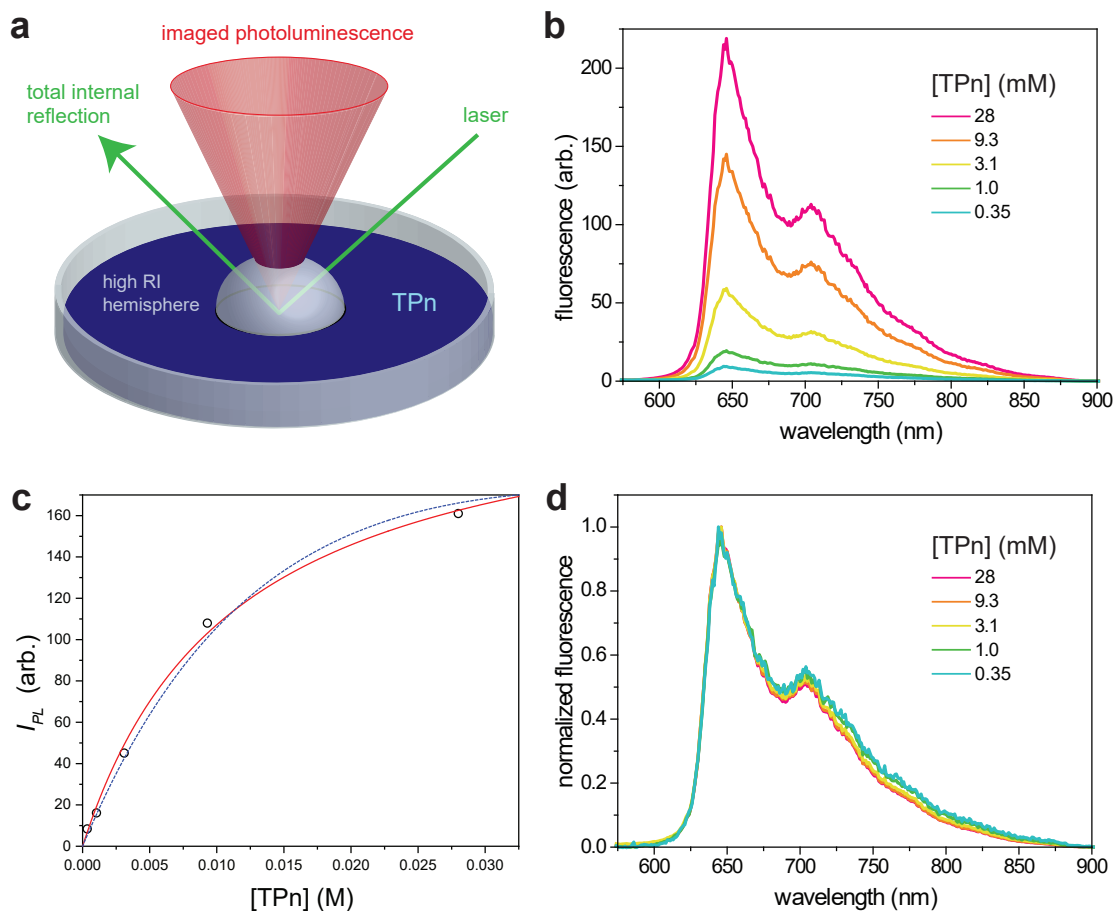 a
imaged photoluminescence
total internal
reflection
laser
high RI
hemisphere
TPn
b
fluorescence (arb.)
200
150
100
50
0
600 650 700 750 800 850 900
wavelength (nm)
[TPn] (mM)
28
9.3
3.1
1.0
0.35
c
I_PL (arb.)
160
140
120
100
80
60
40
20
0
0.000 0.005 0.010 0.015 0.020 0.025 0.030
[TPn] (M)
d
normalized fluorescence
1.0
0.8
0.6
0.4
0.2
0.0
600 650 700 750 800 850 900
wavelength (nm)
[TPn] (mM)
28
9.3
3.1
1.0
0.35